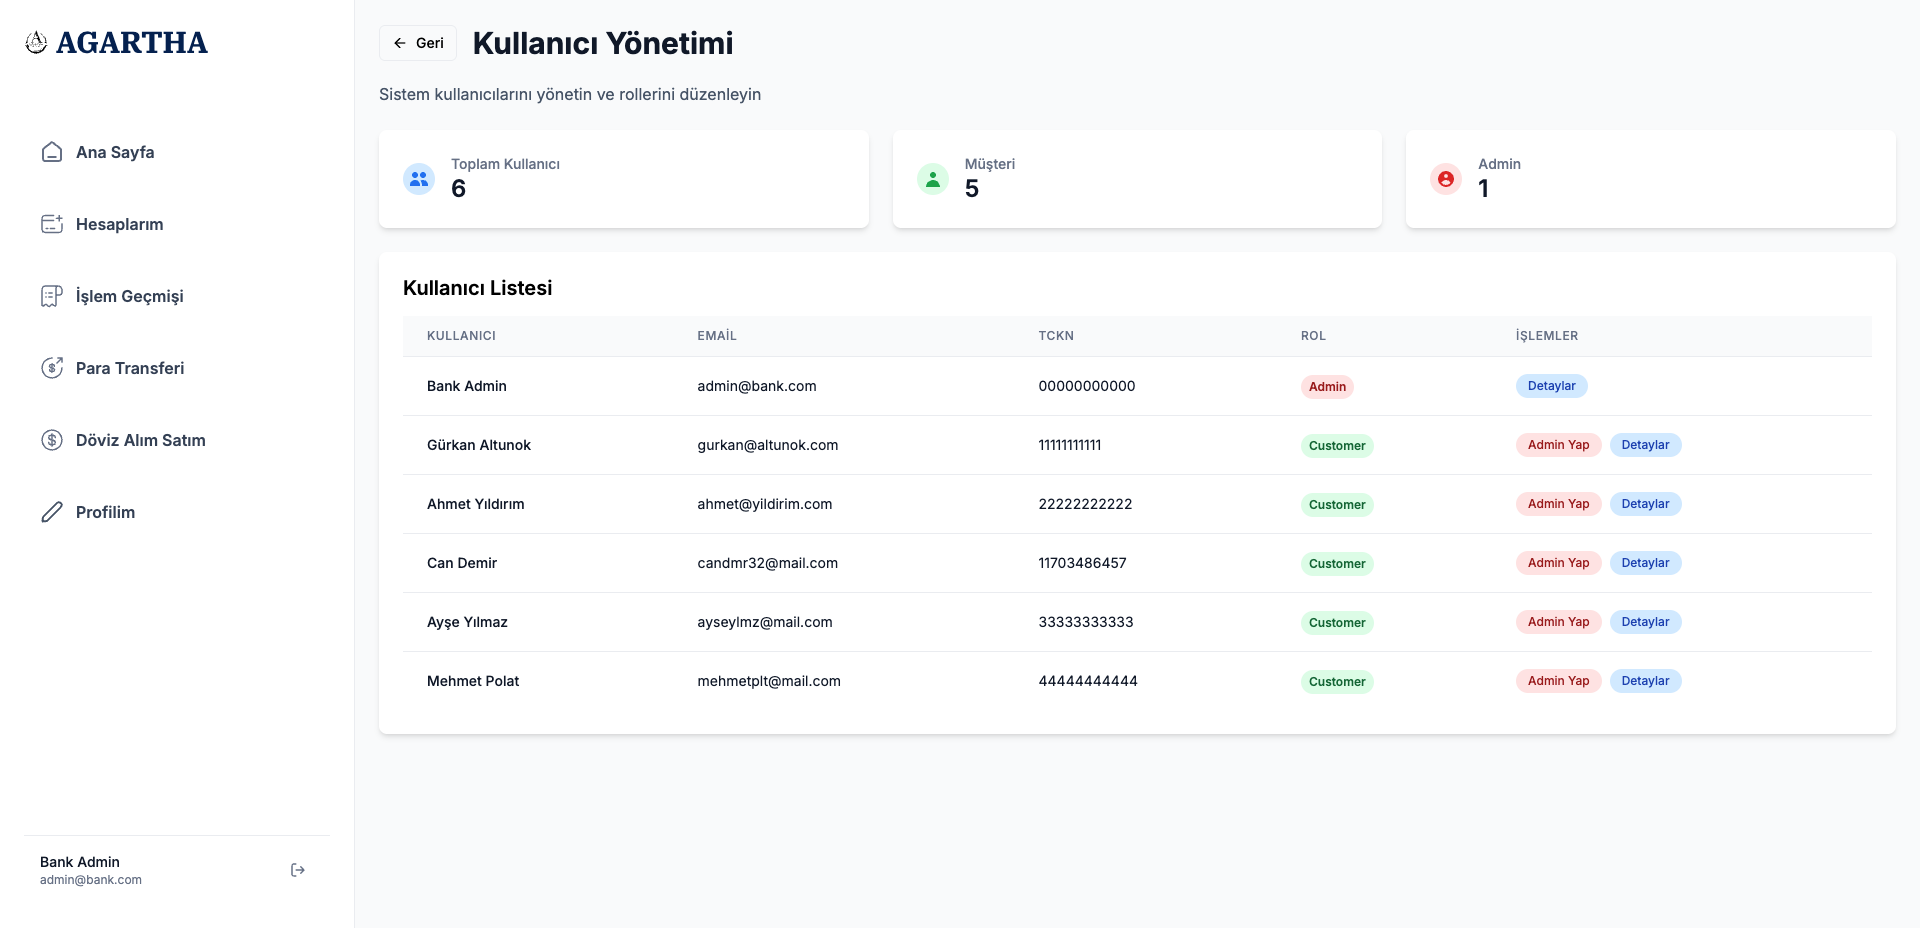 AGARTHA
Ana Sayfa
Hesaplarım
İşlem Geçmişi
Para Transferi
Döviz Alım Satım
Profilim
Bank Admin
admin@bank.com
Geri
Kullanıcı Yönetimi
Sistem kullanıcılarını yönetin ve rollerini düzenleyin
Toplam Kullanıcı
6
Müşteri
5
Admin
1
Kullanıcı Listesi
KULLANICI EMAİL TCKN ROL İŞLEMLER
Bank Admin admin@bank.com 00000000000 Admin Detaylar
Gürkan Altunok gurkan@altunok.com 11111111111 Customer Admin Yap Detaylar
Ahmet Yıldırım ahmet@yildirim.com 22222222222 Customer Admin Yap Detaylar
Can Demir candmr32@mail.com 11703486457 Customer Admin Yap Detaylar
Ayşe Yılmaz ayseylmz@mail.com 33333333333 Customer Admin Yap Detaylar
Mehmet Polat mehmetplt@mail.com 44444444444 Customer Admin Yap Detaylar